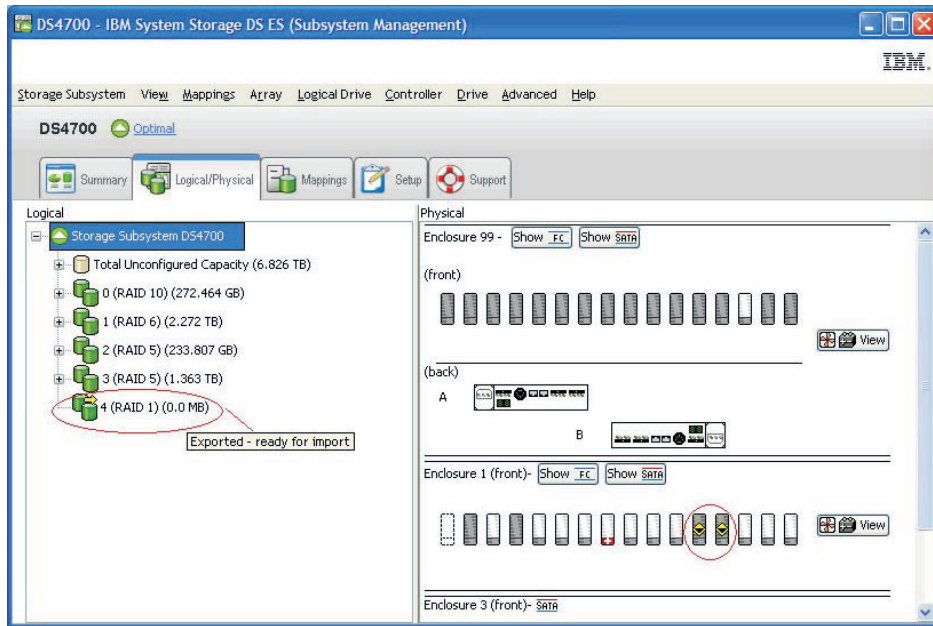 DS4700 - IBM System Storage DS ES (Subsystem Management)
IBM.
Storage Subsystem View Mappings Array Logical Drive Controller Drive Advanced Help
DS4700 Optimal
Summary Logical/Physical Mappings Setup Support
Logical
Storage Subsystem DS4700
Total Unconfigured Capacity (6.826 TB)
0 (RAID 10) (272.464 GB)
1 (RAID 6) (2.272 TB)
2 (RAID 5) (233.807 GB)
3 (RAID 5) (1.363 TB)
4 (RAID 1) (0.0 MB)
Exported - ready for import
Physical
Enclosure 99 - Show FC Show SATA
(front)
View
(back)
A
B
Enclosure 1 (front)- Show FC Show SATA
View
Enclosure 3 (front)- SATA